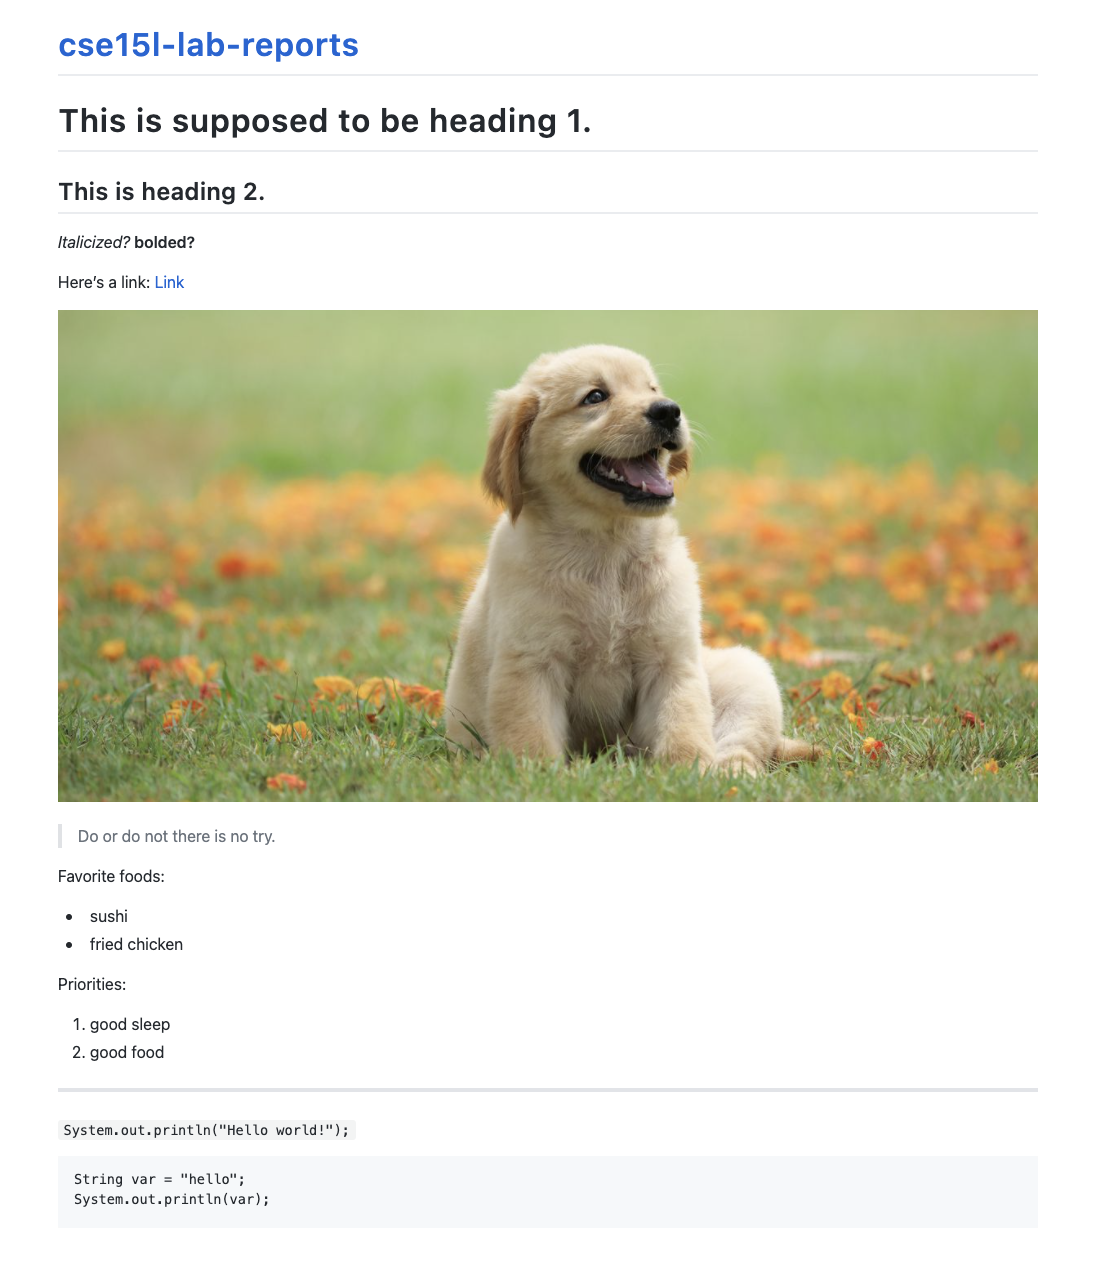 cse15l-lab-reports
This is supposed to be heading 1.
This is heading 2.
Italicized? bolded?
Here's a link: Link
Do or do not there is no try.
Favorite foods:
• sushi
• fried chicken
Priorities:
1. good sleep
2. good food
System.out.println("Hello world!");
String var = "hello";
System.out.println(var);